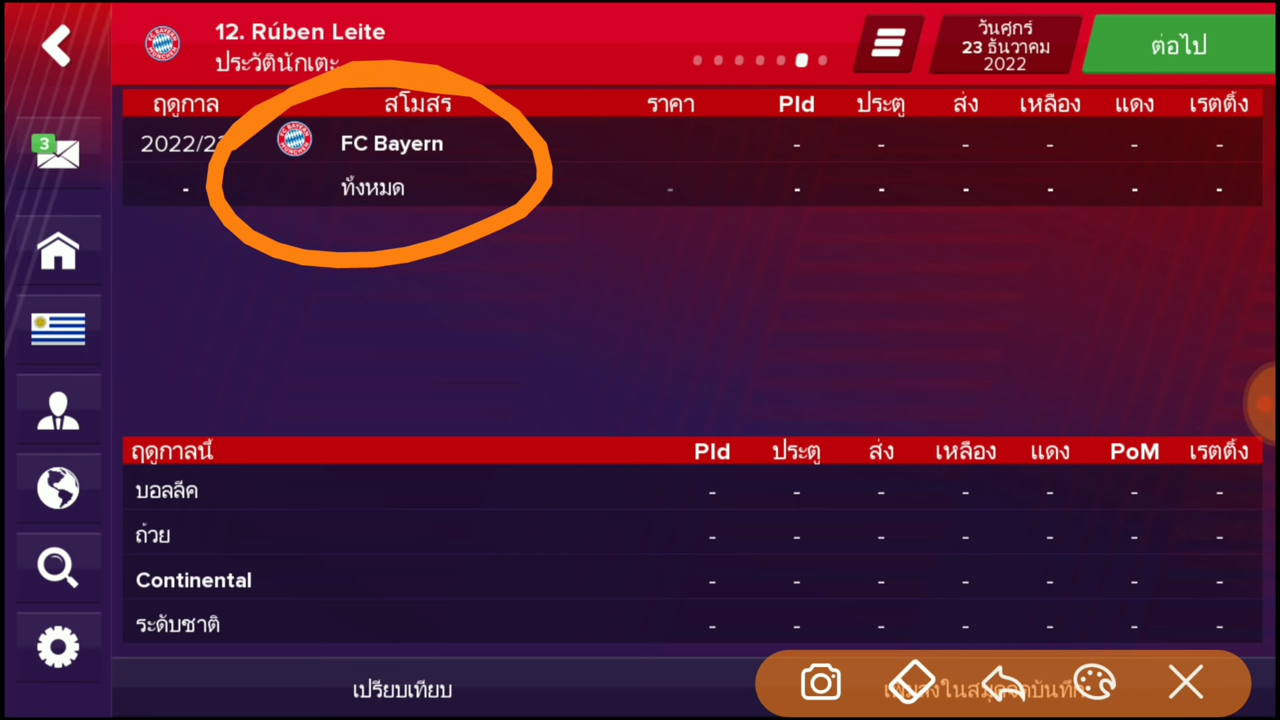 12. Rúben Leite
ประวัตินักเตะ
วันศุกร์
23 ธันวาคม
2022
ต่อไป
3
ฤดูกาล สโมสร ราคา Pld ประตู ส่ง เหลือง แดง เรตติ้ง
FC Bayern - - - - - -
- ทั้งหมด - - - - - - -
ฤดูกาลนี้ Pld ประตู ส่ง เหลือง แดง PoM เรตติ้ง
บอลลีค - - - - - - -
ถ้วย - - - - - - -
Continental - - - - - - -
ระดับชาติ - - - - - - -
เปรียบเทียบ